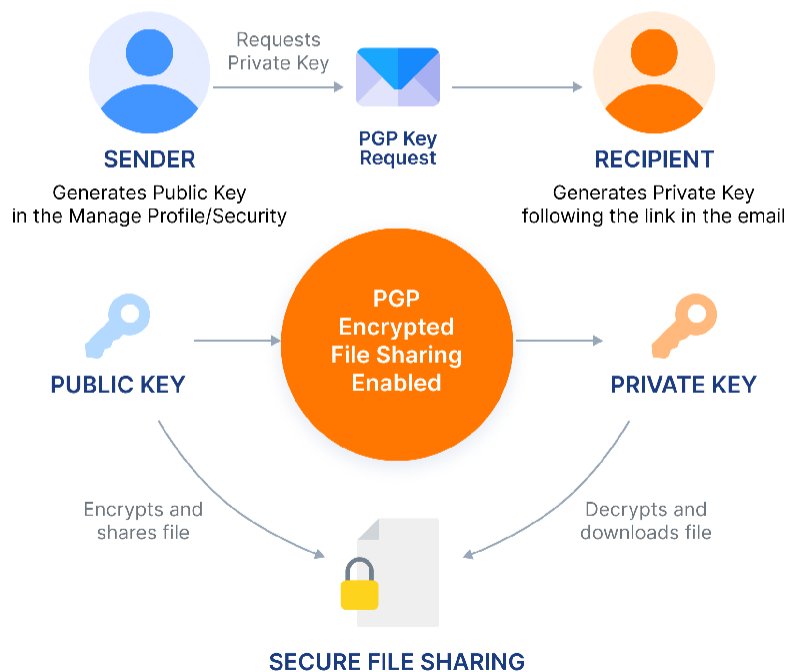 Requests
Private Key
PGP Key
Request
SENDER
RECIPIENT
Generates Public Key
in the Manage Profile/Security
Generates Private Key
following the link in the email
PGP
Encrypted
File Sharing
Enabled
PUBLIC KEY
PRIVATE KEY
Encrypts and
shares file
Decrypts and
downloads file
SECURE FILE SHARING